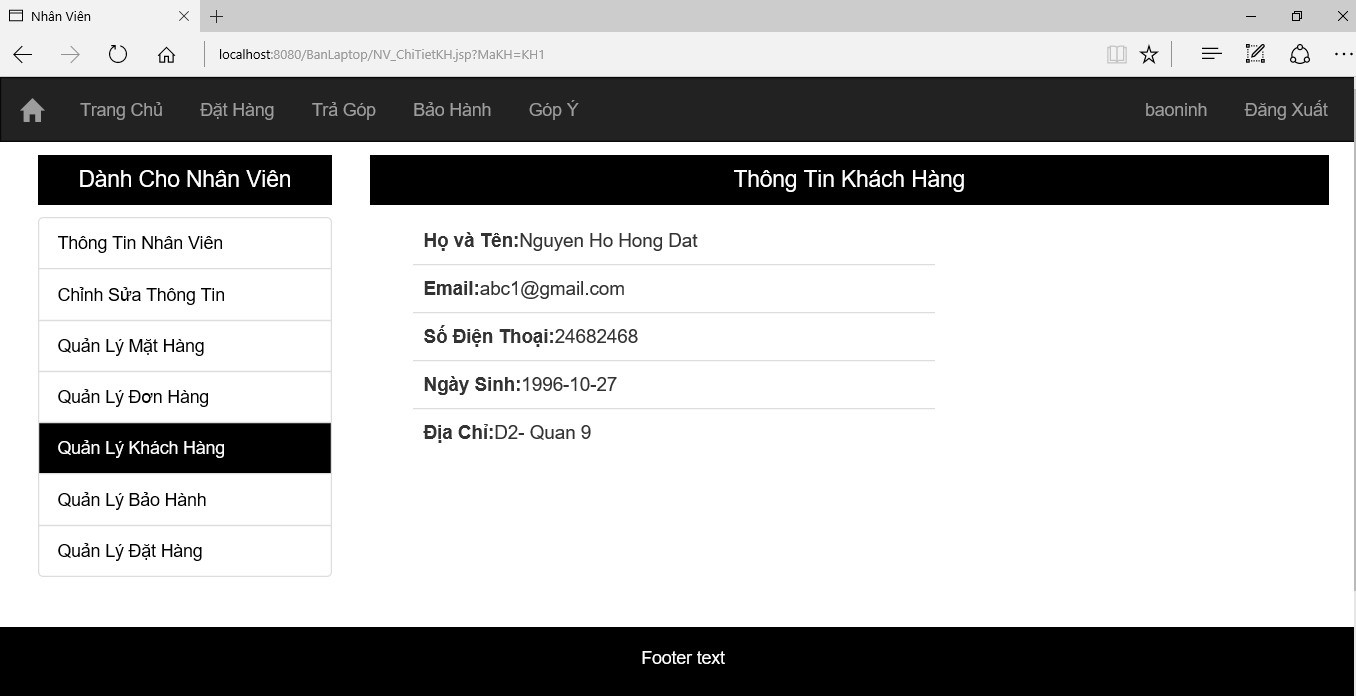 Nhân Viên
localhost:8080/BanLaptop/NV_ChiTietKH.jsp?MaKH=KH1
Trang Chủ Đặt Hàng Trả Góp Bảo Hành Góp Ý baoninh Đăng Xuất
Dành Cho Nhân Viên
Thông Tin Nhân Viên
Chỉnh Sửa Thông Tin
Quản Lý Mặt Hàng
Quản Lý Đơn Hàng
Quản Lý Khách Hàng
Quản Lý Bảo Hành
Quản Lý Đặt Hàng
Thông Tin Khách Hàng
Họ và Tên:Nguyen Ho Hong Dat
Email:abc1@gmail.com
Số Điện Thoại:24682468
Ngày Sinh:1996-10-27
Địa Chỉ:D2- Quan 9
Footer text